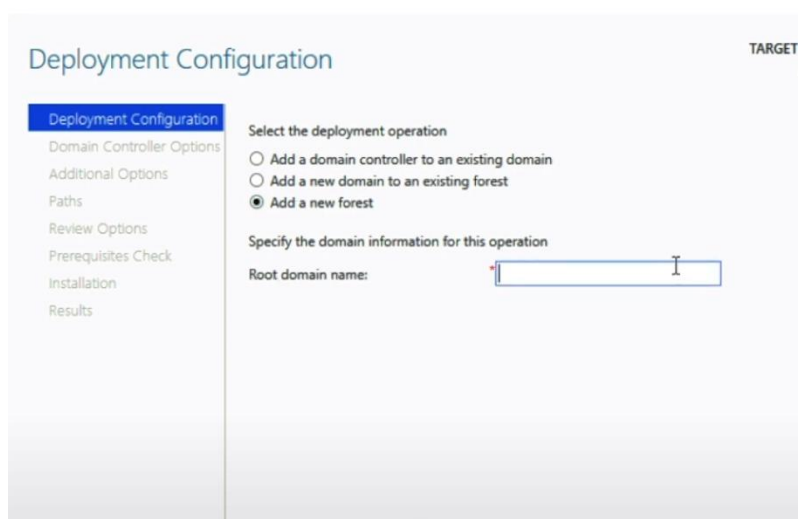 Deployment Configuration
TARGET
Deployment Configuration
Domain Controller Options
Additional Options
Paths
Review Options
Prerequisites Check
Installation
Results
Select the deployment operation
Add a domain controller to an existing domain
Add a new domain to an existing forest
Add a new forest
Specify the domain information for this operation
Root domain name:
*